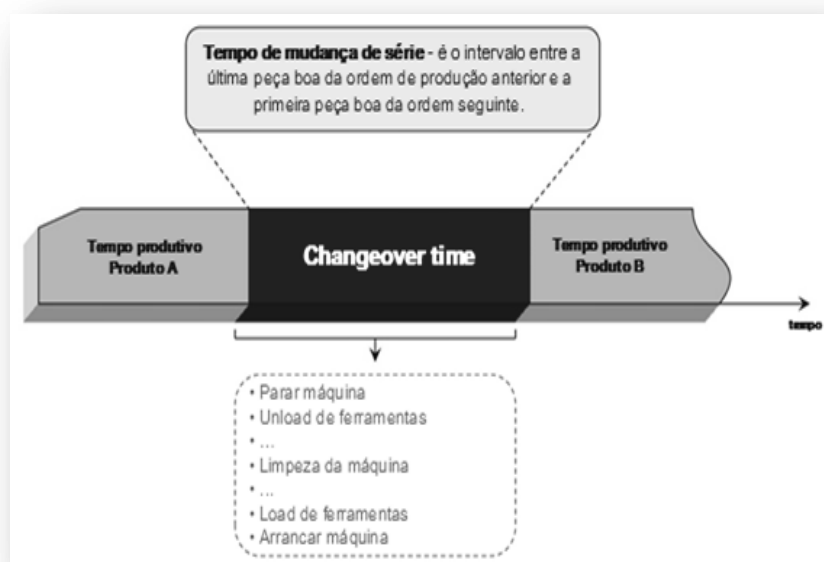 Tempo de mudança de série - é o intervalo entre a
última peça boa da ordem de produção anterior e a
primeira peça boa da ordem seguinte.
Tempo produtivo
Produto A
Changeover time
Tempo produtivo
Produto B
tempo
• Parar máquina
• Unload de ferramentas
• ...
• Limpeza da máquina
• ...
• Load de ferramentas
• Arrancar máquina